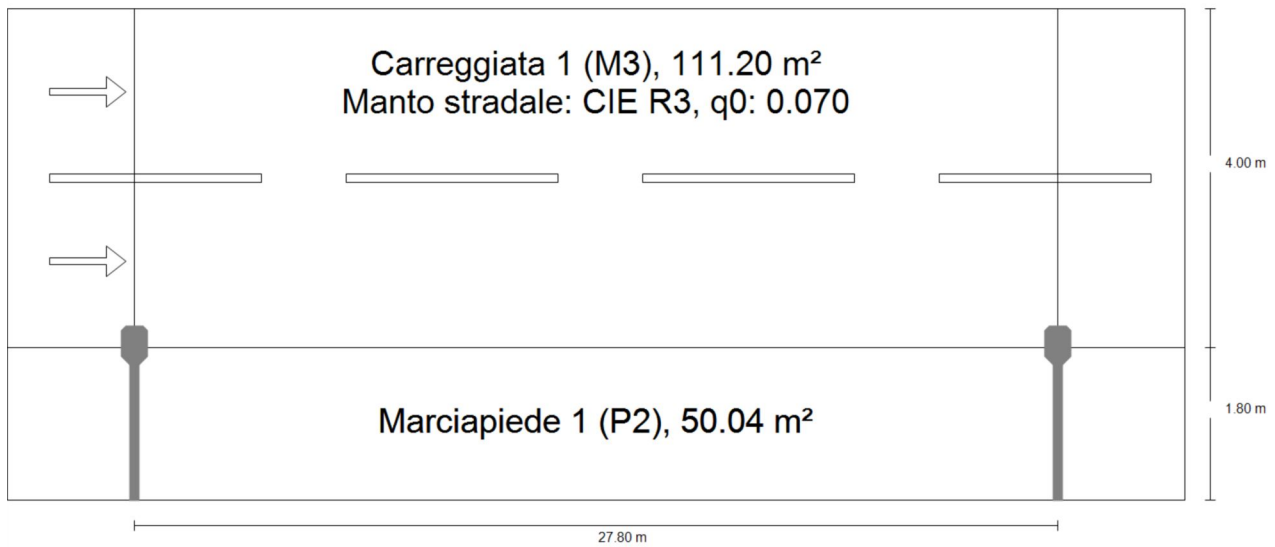 Carreggiata 1 (M3), 111.20 m²
Manto stradale: CIE R3, q0: 0.070
4.00 m
Marciapiede 1 (P2), 50.04 m²
1.80 m
27.80 m